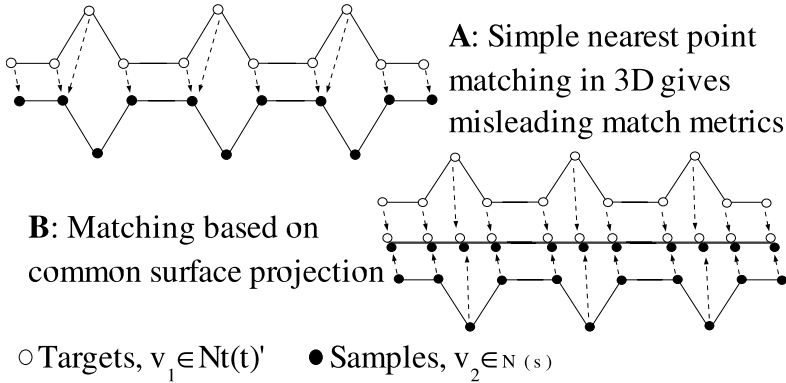 A: Simple nearest point
matching in 3D gives
misleading match metrics
B: Matching based on
common surface projection
Targets, v₁∈Nt(t)'
Samples, v₂∈N(s)